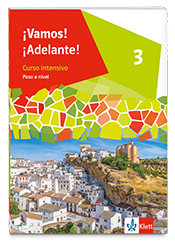 ¡Vamos!
¡Adelante!
3
Curso intensivo
Paso a nivel
Klett